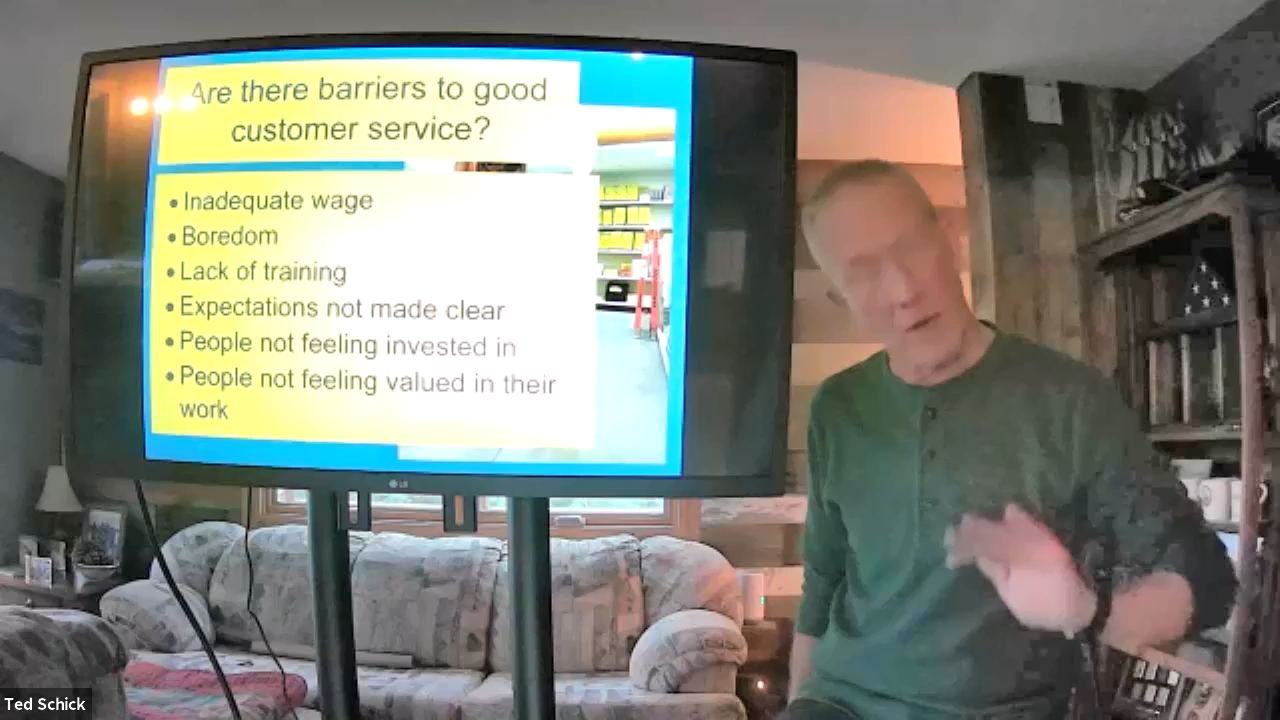 Are there barriers to good
customer service?
• Inadequate wage
• Boredom
• Lack of training
• Expectations not made clear
• People not feeling invested in
• People not feeling valued in their
work
LG
Ted Schick